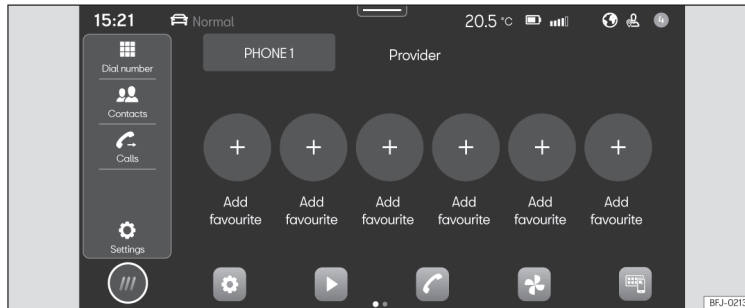 15:21
Normal
20.5 °C
4
PHONE 1
Provider
Dial number
Contacts
Calls
Settings
+ + + + + +
Add favourite
Add favourite
Add favourite
Add favourite
Add favourite
Add favourite
BFJ-0213